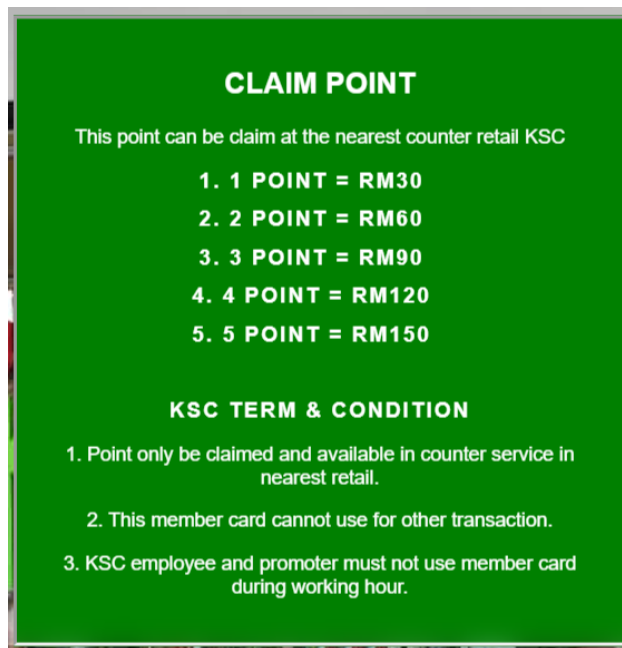 CLAIM POINT
This point can be claim at the nearest counter retail KSC
1. 1 POINT = RM30
2. 2 POINT = RM60
3. 3 POINT = RM90
4. 4 POINT = RM120
5. 5 POINT = RM150
KSC TERM & CONDITION
1. Point only be claimed and available in counter service in
nearest retail.
2. This member card cannot use for other transaction.
3. KSC employee and promoter must not use member card
during working hour.